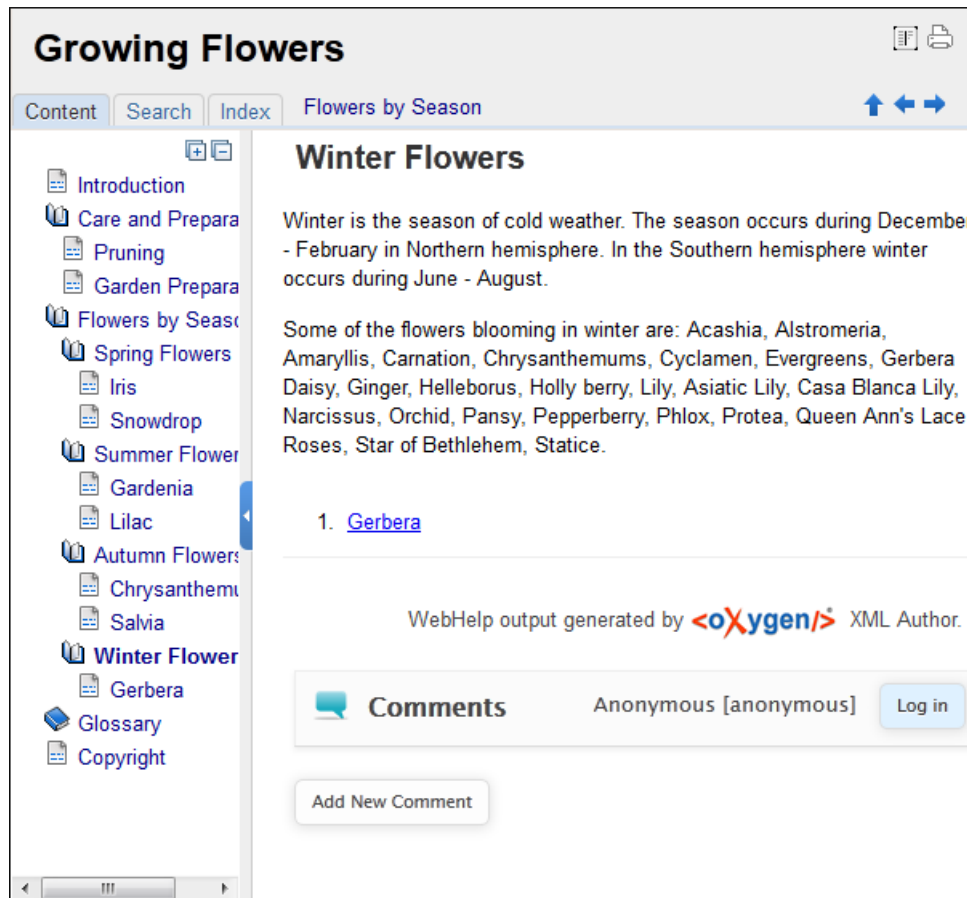 Growing Flowers
Content Search Index Flowers by Season
Winter Flowers
Introduction
Care and Prepara
Pruning
Garden Prepara
Flowers by Seaso
Spring Flowers
Iris
Snowdrop
Summer Flower
Gardenia
Lilac
Autumn Flowers
Chrysanthemu
Salvia
Winter Flower
Gerbera
Glossary
Copyright
Winter is the season of cold weather. The season occurs during December
- February in Northern hemisphere. In the Southern hemisphere winter
occurs during June - August.
Some of the flowers blooming in winter are: Acashia, Alstromeria,
Amaryllis, Carnation, Chrysanthemums, Cyclamen, Evergreens, Gerbera
Daisy, Ginger, Helleborus, Holly berry, Lily, Asiatic Lily, Casa Blanca Lily,
Narcissus, Orchid, Pansy, Pepperberry, Phlox, Protea, Queen Ann's Lace
Roses, Star of Bethlehem, Statice.
1. Gerbera
WebHelp output generated by <oXygen/> XML Author.
Comments Anonymous [anonymous] Log in
Add New Comment